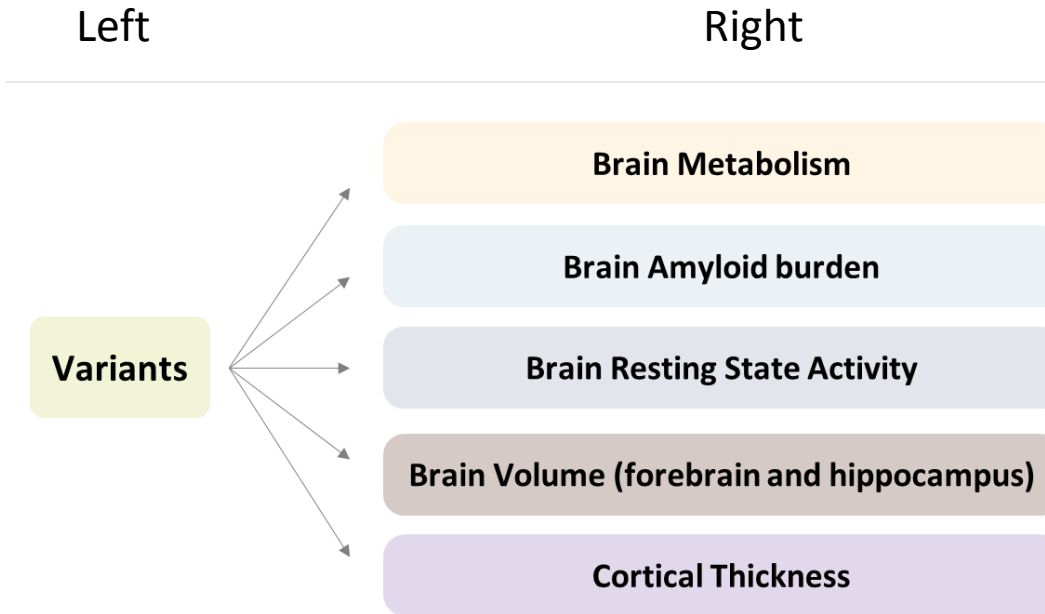 Left
Right
Brain Metabolism
Brain Amyloid burden
Variants
Brain Resting State Activity
Brain Volume (forebrain and hippocampus)
Cortical Thickness